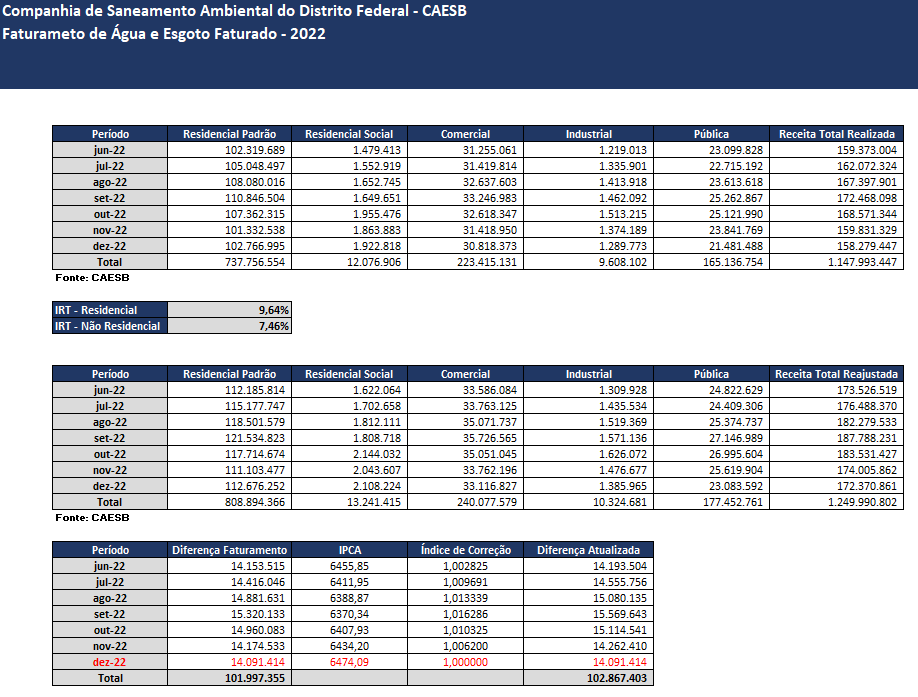 Companhia de Saneamento Ambiental do Distrito Federal - CAESB
Faturameto de Água e Esgoto Faturado - 2022
Período Residencial Padrão Residencial Social Comercial Industrial Pública Receita Total Realizada
jun-22 102.319.689 1.479.413 31.255.061 1.219.013 23.099.828 159.373.004
jul-22 105.048.497 1.552.919 31.419.814 1.335.901 22.715.192 162.072.324
ago-22 108.080.016 1.652.745 32.637.603 1.413.918 23.613.618 167.397.901
set-22 110.846.504 1.649.651 33.246.983 1.462.092 25.262.867 172.468.098
out-22 107.362.315 1.955.476 32.618.347 1.513.215 25.121.990 168.571.344
nov-22 101.332.538 1.863.883 31.418.950 1.374.189 23.841.769 159.831.329
dez-22 102.766.995 1.922.818 30.818.373 1.289.773 21.481.488 158.279.447
Total 737.756.554 12.076.906 223.415.131 9.608.102 165.136.754 1.147.993.447
Fonte: CAESB
IRT - Residencial 9,64%
IRT - Não Residencial 7,46%
Período Residencial Padrão Residencial Social Comercial Industrial Pública Receita Total Reajustada
jun-22 112.185.814 1.622.064 33.586.084 1.309.928 24.822.629 173.526.519
jul-22 115.177.747 1.702.658 33.763.125 1.435.534 24.409.306 176.488.370
ago-22 118.501.579 1.812.111 35.071.737 1.519.369 25.374.737 182.279.533
set-22 121.534.823 1.808.718 35.726.565 1.571.136 27.146.989 187.788.231
out-22 117.714.674 2.144.032 35.051.045 1.626.072 26.995.604 183.531.427
nov-22 111.103.477 2.043.607 33.762.196 1.476.677 25.619.904 174.005.862
dez-22 112.676.252 2.108.224 33.116.827 1.385.965 23.083.592 172.370.861
Total 808.894.366 13.241.415 240.077.579 10.324.681 177.452.761 1.249.990.802
Fonte: CAESB
Período Diferença Faturamento IPCA Índice de Correção Diferença Atualizada
jun-22 14.153.515 6455,85 1,002825 14.193.504
jul-22 14.416.046 6411,95 1,009691 14.555.756
ago-22 14.881.631 6388,87 1,013339 15.080.135
set-22 15.320.133 6370,34 1,016286 15.569.643
out-22 14.960.083 6407,93 1,010325 15.114.541
nov-22 14.174.533 6434,20 1,006200 14.262.410
dez-22 14.091.414 6474,09 1,000000 14.091.414
Total 101.997.355 102.867.403